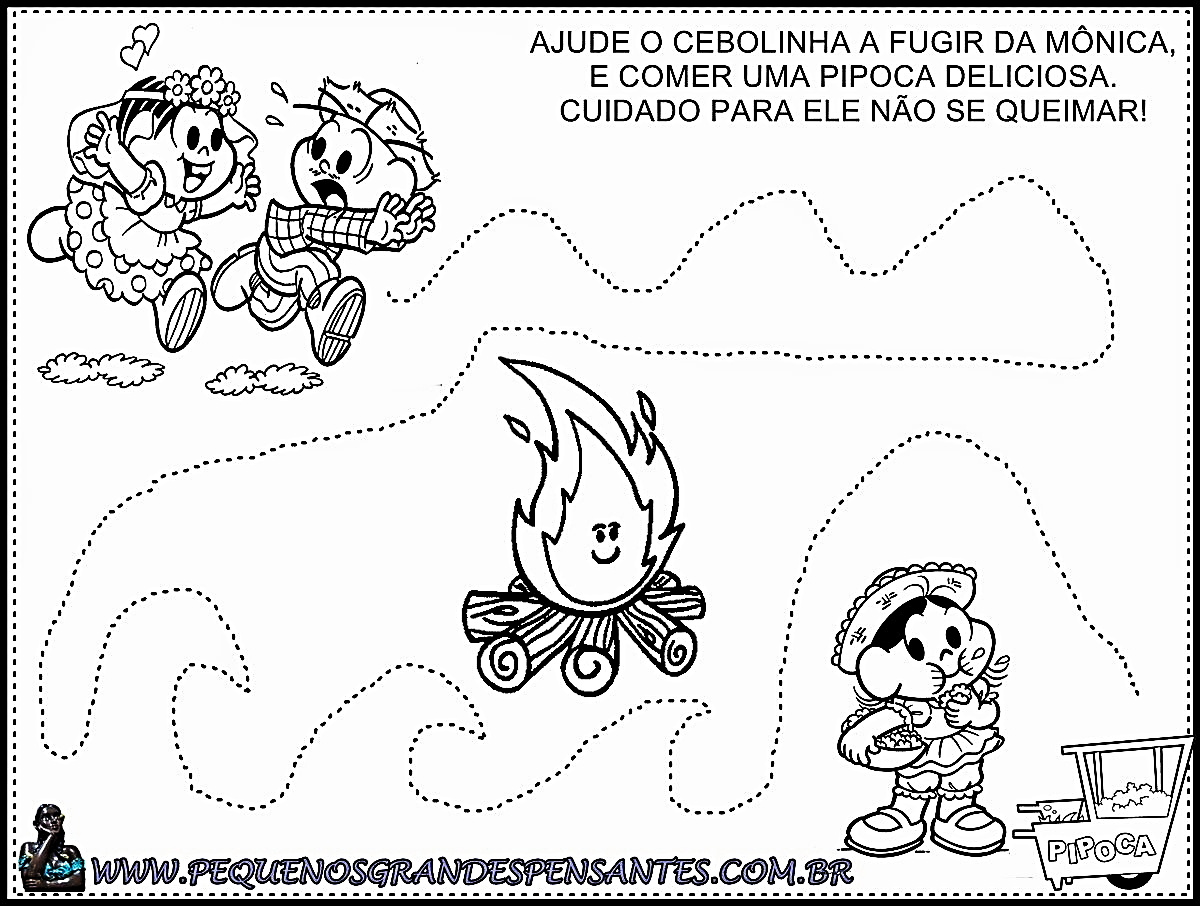 AJUDE O CEBOLINHA A FUGIR DA MÔNICA,
E COMER UMA PIPOCA DELICIOSA.
CUIDADO PARA ELE NÃO SE QUEIMAR!
PIPOCA
WWW.PEQUENOSGRANDESPENSANTES.COM.BR